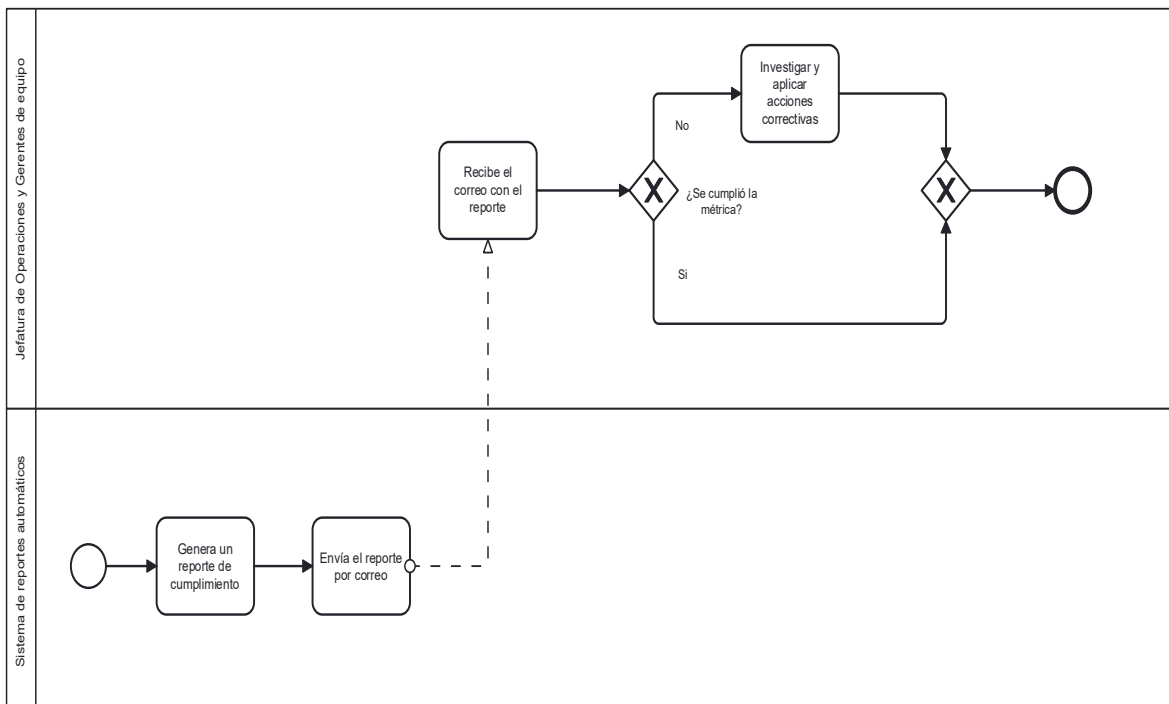 Jefatura de Operaciones y Gerentes de equipo
Investigar y
aplicar
acciones
correctivas
No
Recibe el
correo con el
reporte
X
¿Se cumplió la
métrica?
X
Si
Sistema de reportes automáticos
Genera un
reporte de
cumplimiento
Envía el reporte
por correo